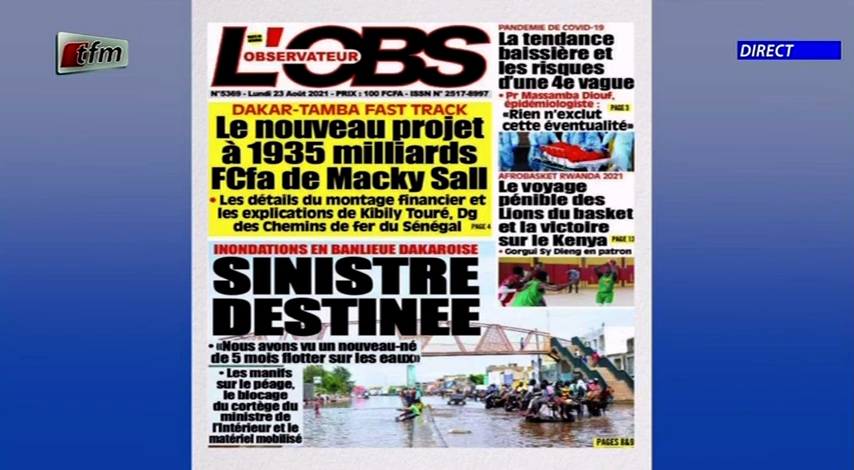 tfm
DIRECT
L'OBS
OBSERVATEUR
N°5369 - Lundi 23 Août 2021 - PRIX : 100 FCFA - ISSN N° 2517-8997
DAKAR-TAMBA FAST TRACK
Le nouveau projet
à 1935 milliards
FCfa de Macky Sall
• Les détails du montage financier et
les explications de Kibily Touré, Dg
des Chemins de fer du Sénégal PAGE 4
PANDEMIE DE COVID-19
La tendance
baissière et
les risques
d'une 4e vague
• Pr Massamba Diouf,
épidémiologiste : PAGE 3
«Rien n'exclut
cette éventualité»
AFROBASKET RWANDA 2021
Le voyage
pénible des
Lions du basket
et la victoire
sur le Kenya PAGE 12
• Gorgui Sy Dieng en patron
INONDATIONS EN BANLIEUE DAKAROISE
SINISTRE
DESTINEE
• «Nous avons vu un nouveau-né
de 5 mois flotter sur les eaux»
• Les manifs
sur le péage,
le blocage
du cortège du
ministre de
l'Intérieur et le
matériel mobilisé
PAGES 8&9